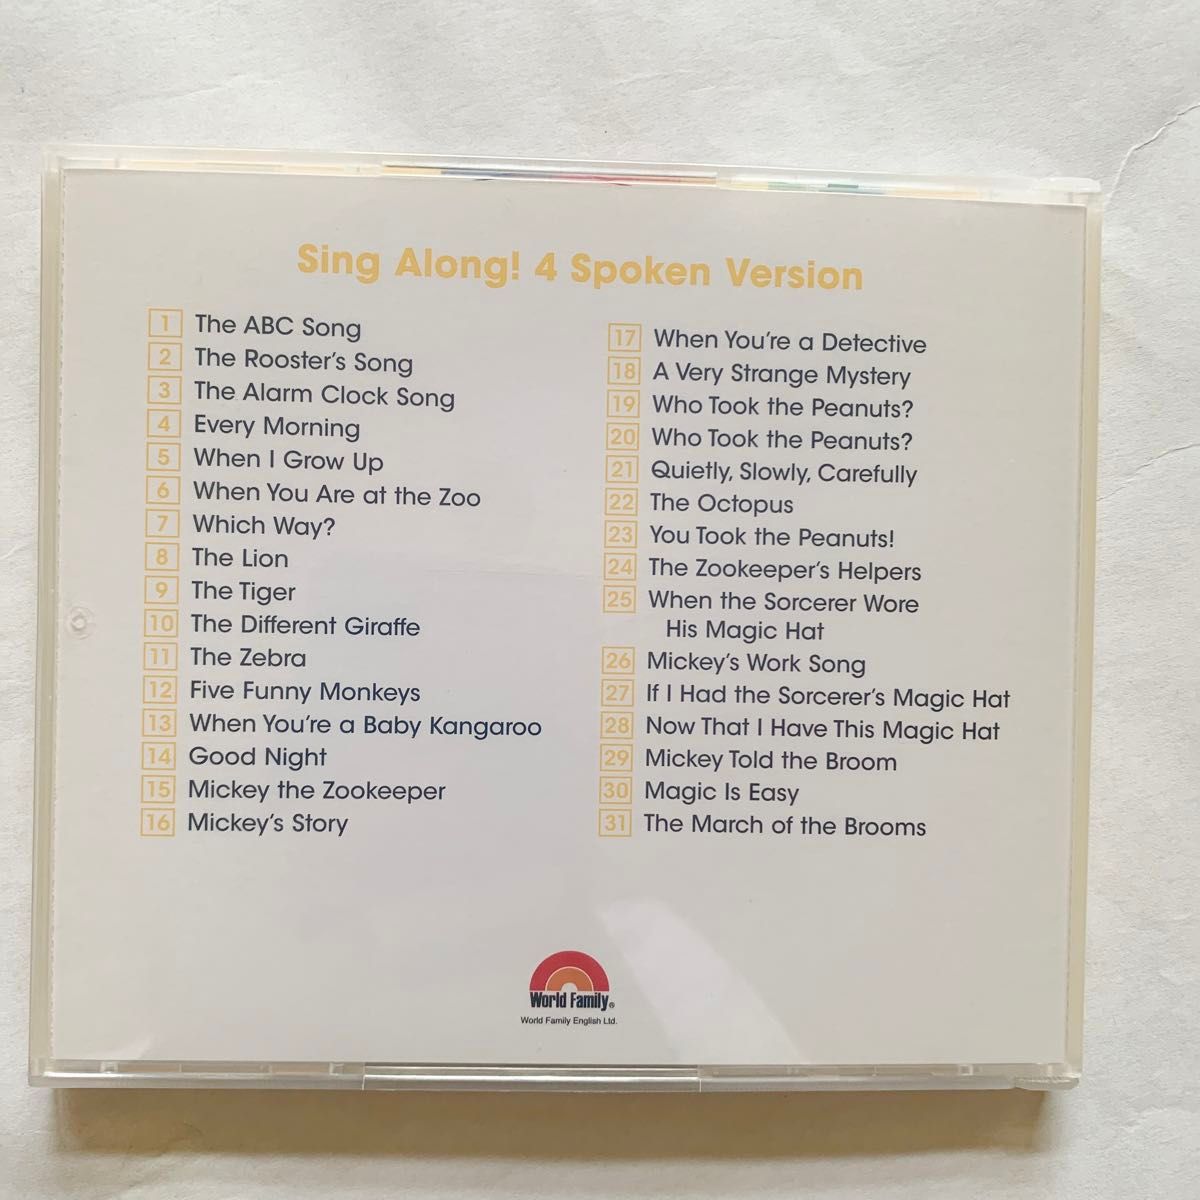 Sing Along! 4 Spoken Version
1 The ABC Song
2 The Rooster's Song
3 The Alarm Clock Song
4 Every Morning
5 When I Grow Up
6 When You Are at the Zoo
7 Which Way?
8 The Lion
9 The Tiger
10 The Different Giraffe
11 The Zebra
12 Five Funny Monkeys
13 When You're a Baby Kangaroo
14 Good Night
15 Mickey the Zookeeper
16 Mickey's Story
17 When You're a Detective
18 A Very Strange Mystery
19 Who Took the Peanuts?
20 Who Took the Peanuts?
21 Quietly, Slowly, Carefully
22 The Octopus
23 You Took the Peanuts!
24 The Zookeeper's Helpers
25 When the Sorcerer Wore
His Magic Hat
26 Mickey's Work Song
27 If I Had the Sorcerer's Magic Hat
28 Now That I Have This Magic Hat
29 Mickey Told the Broom
30 Magic Is Easy
31 The March of the Brooms
World Family®
World Family English Ltd.